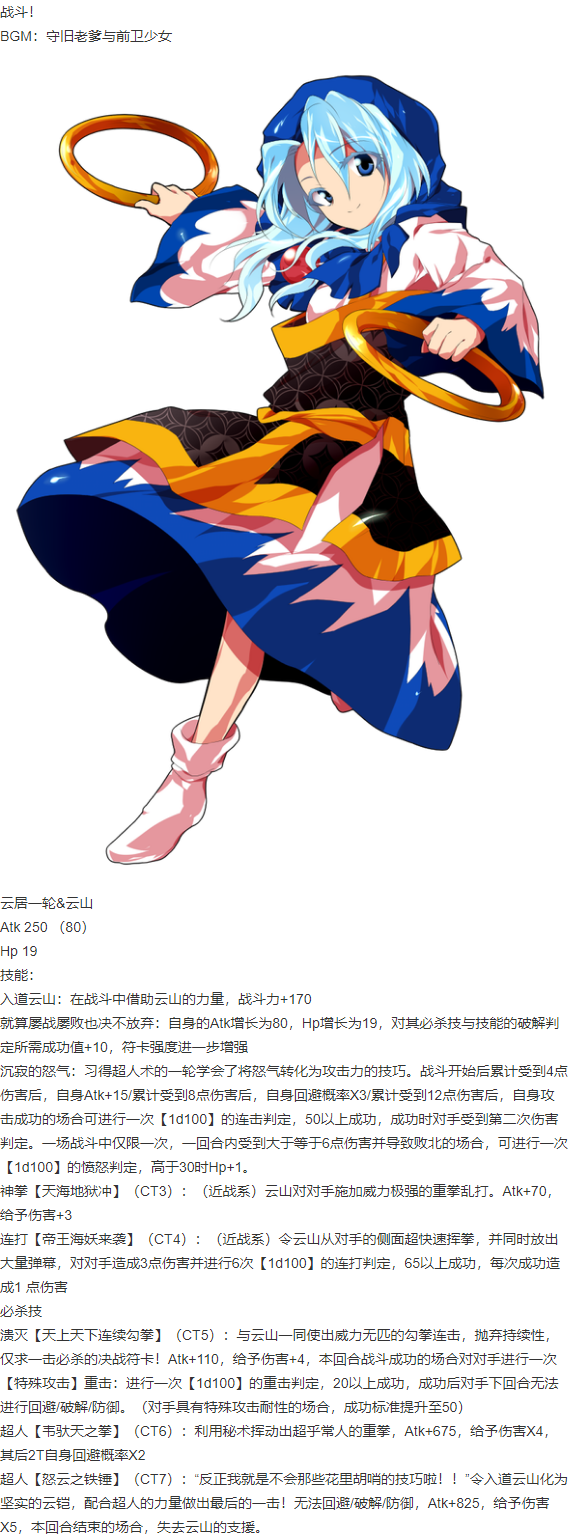 战斗！
BGM：守旧老爹与前卫少女
云居一轮&云山
Atk 250 （80）
Hp 19
技能：
入道云山：在战斗中借助云山的力量，战斗力+170
就算屡战屡败也决不放弃：自身的Atk增长为80，Hp增长为19，对其必杀技与技能的破解判
定所需成功值+10，符卡强度进一步增强
沉寂的怒气：习得超人术的一轮学会了将怒气转化为攻击力的技巧。战斗开始后累计受到4点
伤害后，自身Atk+15/累计受到8点伤害后，自身回避概率X3/累计受到12点伤害后，自身攻
击成功的场合可进行一次【1d100】的连击判定，50以上成功，成功时对手受到第二次伤害
判定。一场战斗中仅限一次，一回合内受到大于等于6点伤害并导致败北的场合，可进行一次
【1d100】的愤怒判定，高于30时Hp+1。
神拳【天海地狱冲】（CT3）：（近战系）云山对对手施加威力极强的重拳乱打。Atk+70，
给予伤害+3
连打【帝王海妖来袭】（CT4）：（近战系）令云山从对手的侧面超快速挥拳，并同时放出
大量弹幕，对对手造成3点伤害并进行6次【1d100】的连打判定，65以上成功，每次成功造
成1 点伤害
必杀技
溃灭【天上天下连续勾拳】（CT5）：与云山一同使出威力无匹的勾拳连击，抛弃持续性，
仅求一击必杀的决战符卡！Atk+110，给予伤害+4，本回合战斗成功的场合对对手进行一次
【特殊攻击】重击：进行一次【1d100】的重击判定，20以上成功，成功后对手下回合无法
进行回避/破解/防御。（对手具有特殊攻击耐性的场合，成功标准提升至50）
超人【韦驮天之拳】（CT6）：利用秘术挥动出超乎常人的重拳，Atk+675，给予伤害X4，
其后2T自身回避概率X2
超人【怒云之铁锤】（CT7）：“反正我就是不会那些花里胡哨的技巧啦！！”令入道云山化为
坚实的云铠，配合超人的力量做出最后的一击！无法回避/破解/防御，Atk+825，给予伤害
X5，本回合结束的场合，失去云山的支援。